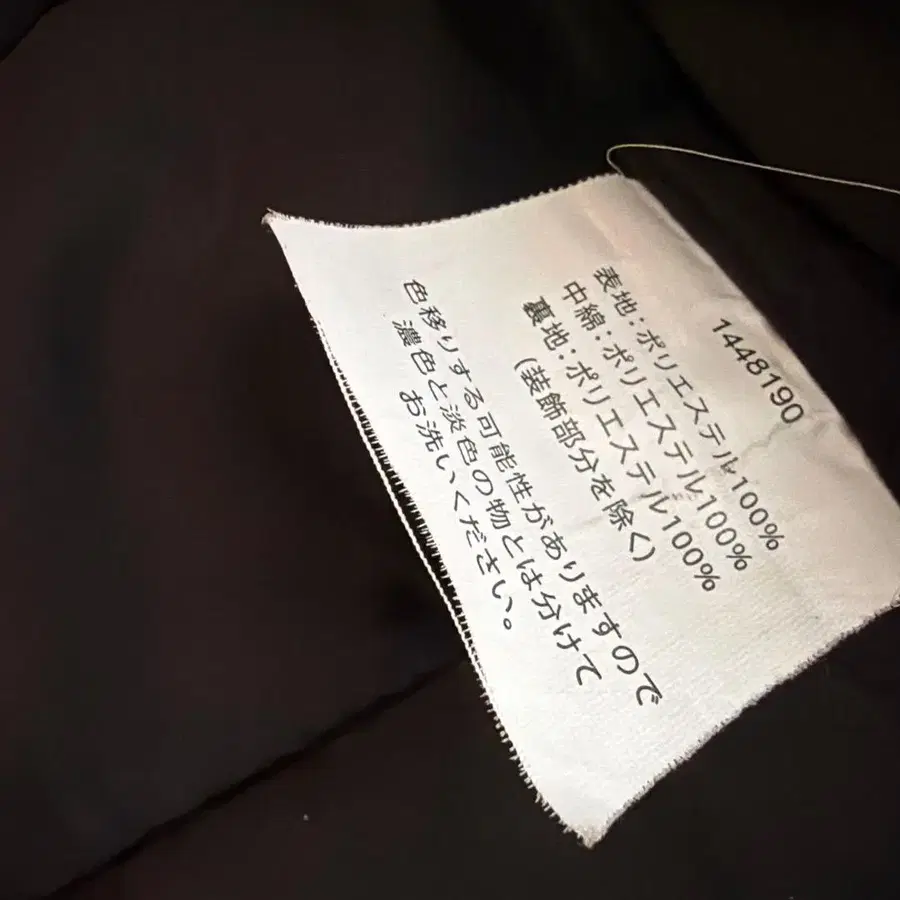 1448190
表地：ポリエステル100%
中綿：ポリエステル100%
裏地：ポリエステル100%
(装飾部分を除く)
色移りする可能性がありますので
濃色と淡色の物とは分けて
お洗いください。